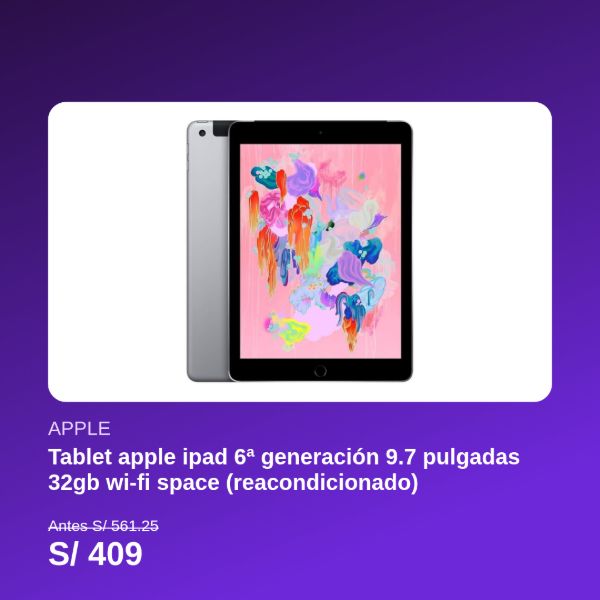 APPLE
Tablet apple ipad 6ª generación 9.7 pulgadas
32gb wi-fi space (reacondicionado)
Antes S/ 561.25
S/ 409